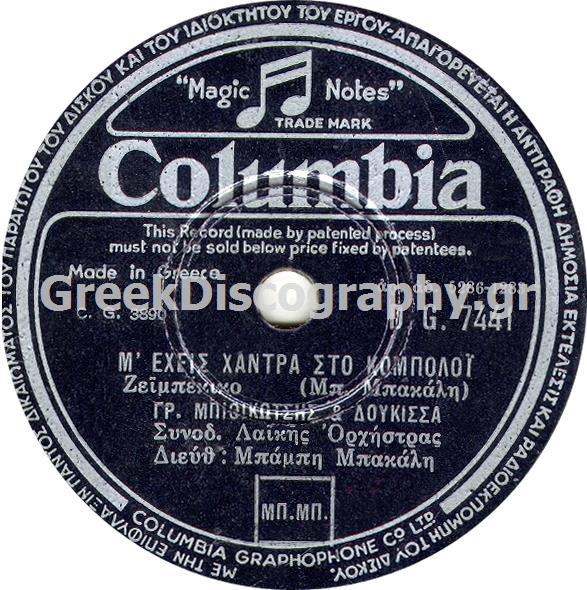 ΜΕ ΤΗΝ ΕΠΙΦΥΛΑΞΙΝ ΠΑΝΤΟΣ ΔΙΚΑΙΩΜΑΤΟΣ ΤΟΥ ΠΑΡΑΓΩΓΟΥ ΤΟΥ ΔΙΣΚΟΥ ΚΑΙ ΤΟΥ ΙΔΙΟΚΤΗΤΟΥ ΤΟΥ ΕΡΓΟΥ-ΑΠΑΓΟΡΕΥΕΤΑΙ Η ΑΝΤΙΓΡΑΦΗ ΔΗΜΟΣΙΑ ΕΚΤΕΛΕΣΙΣ ΚΑΙ ΡΑΔΙΟΕΚΠΟΜΠΗ ΤΟΥ ΔΙΣΚΟΥ.
"Magic Notes"
TRADE MARK
Columbia
This Record (made by patented process)
must not be sold below price fixed by patentees.
Made in Greece
GreekDiscography.gr
C. G. 3890
G. 7441
Μ' ΕΧΕΙΣ ΧΑΝΤΡΑ ΣΤΟ ΚΟΜΠΟΛΟΪ
Ζεϊμπέκικο (Μπ. Μπακάλη)
ΓΡ. ΜΠΙΘΙΚΩΤΣΗΣ & ΔΟΥΚΙΣΣΑ
Συνοδ. Λαϊκῆς Ὀρχήστρας
Διεύθ: Μπάμπη Μπακάλη
ΜΠ.ΜΠ.
COLUMBIA GRAPHOPHONE Co LTD